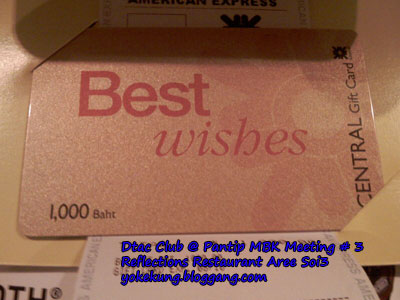 AMERICAN EXPRESS
Best
wishes
CENTRAL Gift Card
1,000 Baht
Dtac Club @ Pantip MBK Meeting # 3
Reflections Restaurant Aree Soi3
yokekung.bloggang.com